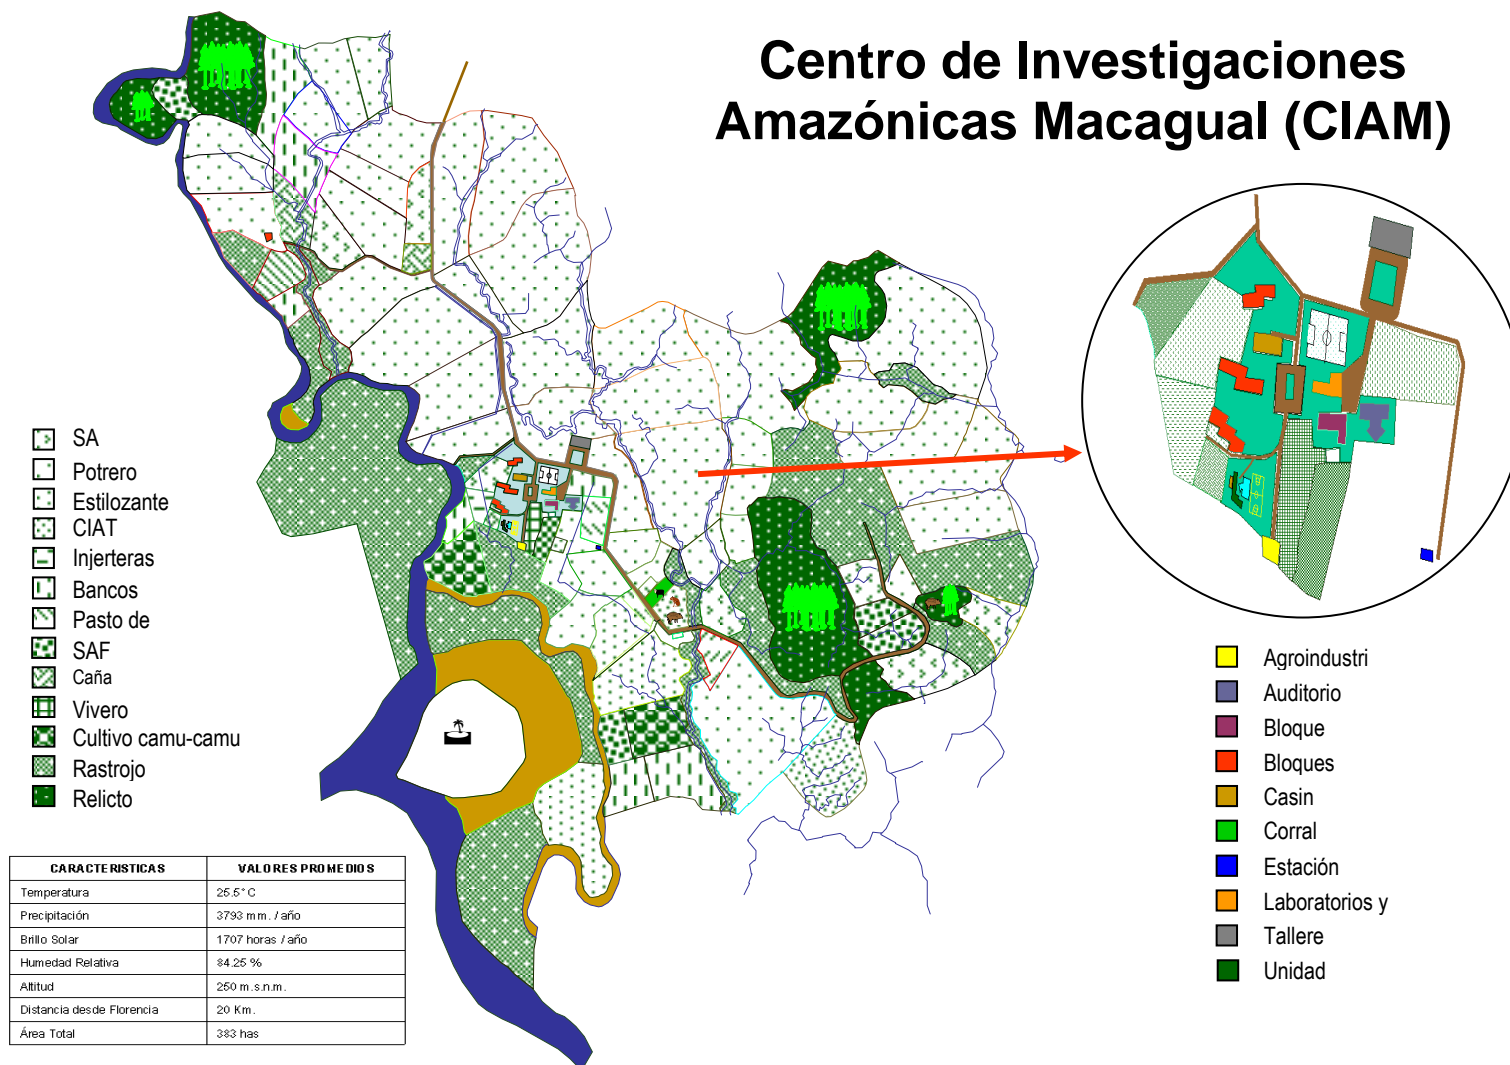 Centro de Investigaciones
Amazónicas Macagual (CIAM)
SA
Potrero
Estilozante
CIAT
Injerteras
Bancos
Pasto de
SAF
Caña
Vivero
Cultivo camu-camu
Rastrojo
Relicto
Agroindustri
Auditorio
Bloque
Bloques
Casin
Corral
Estación
Laboratorios y
Tallere
Unidad
CARACTERISTICAS VALORES PROMEDIOS
Temperatura 25.5° C
Precipitación 3793 m.m. / año
Brillo Solar 1707 horas / año
Humedad Relativa 84.25 %
Altitud 250 m.s.n.m.
Distancia desde Florencia 20 Km.
Área Total 383 has